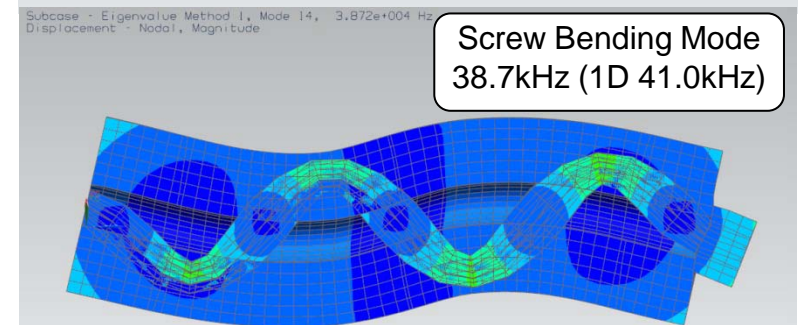 Subcase - Eigenvalue Method 1, Mode 14, 3.872e+004 Hz
Displacement - Nodal, Magnitude
Screw Bending Mode
38.7kHz (1D 41.0kHz)